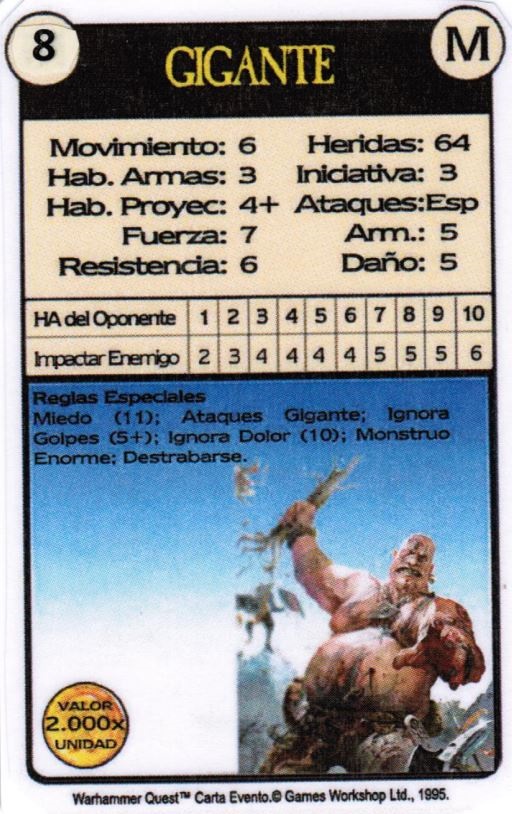 8
GIGANTE
M
Movimiento: 6 Heridas: 64
Hab. Armas: 3 Iniciativa: 3
Hab. Proyec: 4+ Ataques:Esp
Fuerza: 7 Arm.: 5
Resistencia: 6 Daño: 5
HA del Oponente 1 2 3 4 5 6 7 8 9 10
Impactar Enemigo 2 3 4 4 4 4 5 5 5 6
Reglas Especiales
Miedo (11); Ataques Gigante; Ignora
Golpes (5+); Ignora Dolor (10); Monstruo
Enorme; Destrabarse.
VALOR
2.000x
UNIDAD
Warhammer Quest™ Carta Evento.© Games Workshop Ltd., 1995.